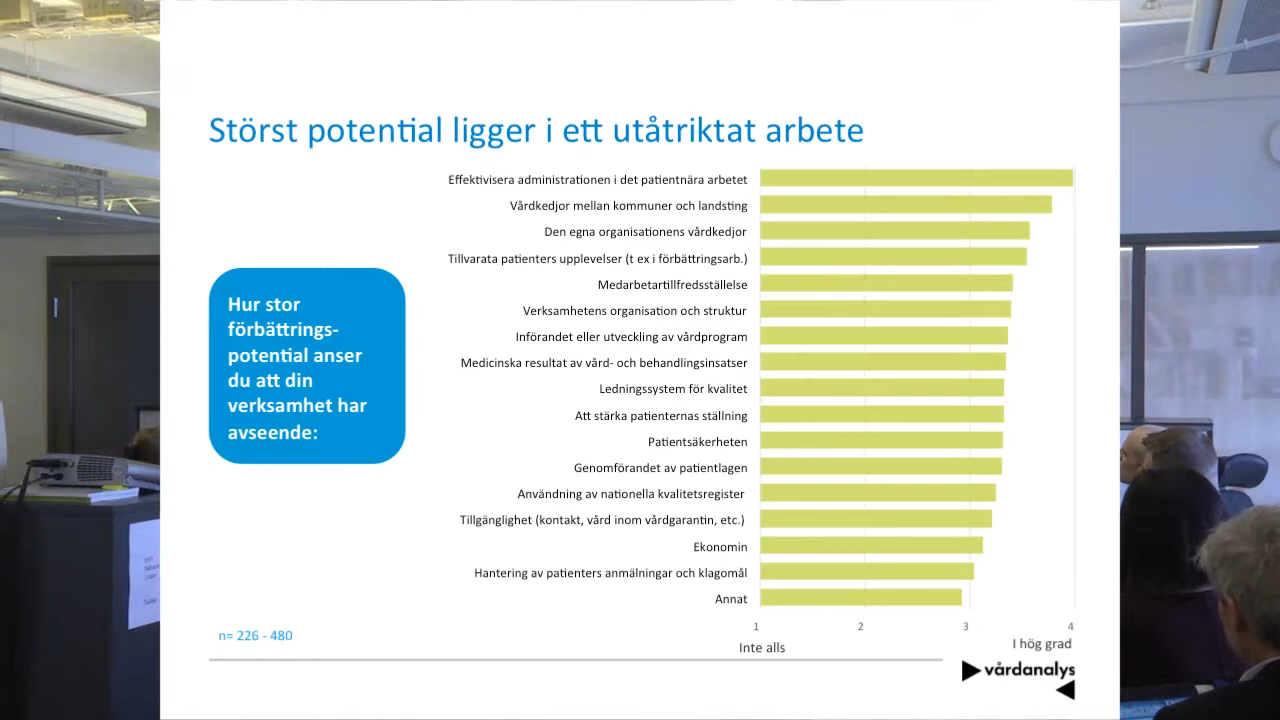 Störst potential ligger i ett utåtriktat arbete
Hur stor
förbättrings-
potential anser
du att din
verksamhet har
avseende:
Effektivisera administrationen i det patientnära arbetet
Vårdkedjor mellan kommuner och landsting
Den egna organisationens vårdkedjor
Tillvarata patienters upplevelser (t ex i förbättringsarb.)
Medarbetartillfredsställelse
Verksamhetens organisation och struktur
Införandet eller utveckling av vårdprogram
Medicinska resultat av vård- och behandlingsinsatser
Ledningssystem för kvalitet
Att stärka patienternas ställning
Patientsäkerheten
Genomförandet av patientlagen
Användning av nationella kvalitetsregister
Tillgänglighet (kontakt, vård inom vårdgarantin, etc.)
Ekonomin
Hantering av patienters anmälningar och klagomål
Annat
1 2 3 4
Inte alls I hög grad
n= 226 - 480
vårdanalys